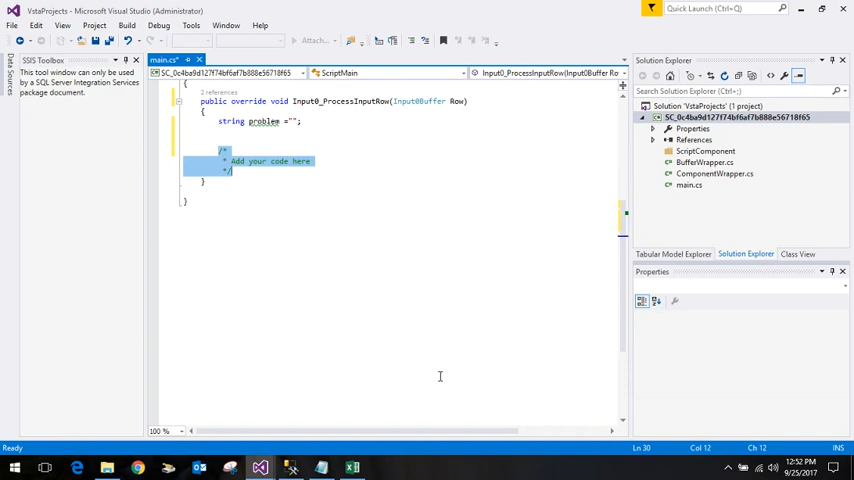 VstaProjects - Microsoft Visual Studio (Administrator)
Quick Launch (Ctrl+Q)
File Edit View Project Build Debug Tools Window Help
Attach...
SSIS Toolbox
This tool window can only be used by a SQL Server Integration Services package document.
Data Sources
main.cs*
SC_0c4ba9d127f74bf6af7b888e56718f65
ScriptMain
Input0_ProcessInputRow(Input0Buffer Ro
{
2 references
public override void Input0_ProcessInputRow(Input0Buffer Row)
{
string problem ="";
/*
* Add your code here
*/
}
}
100 %
Solution Explorer
Search Solution Explorer (Ctrl+;)
Solution 'VstaProjects' (1 project)
SC_0c4ba9d127f74bf6af7b888e56718f65
Properties
References
ScriptComponent
BufferWrapper.cs
ComponentWrapper.cs
main.cs
Tabular Model Explorer Solution Explorer Class View
Properties
Ready
Ln 30 Col 12 Ch 12 INS
12:52 PM
9/25/2017